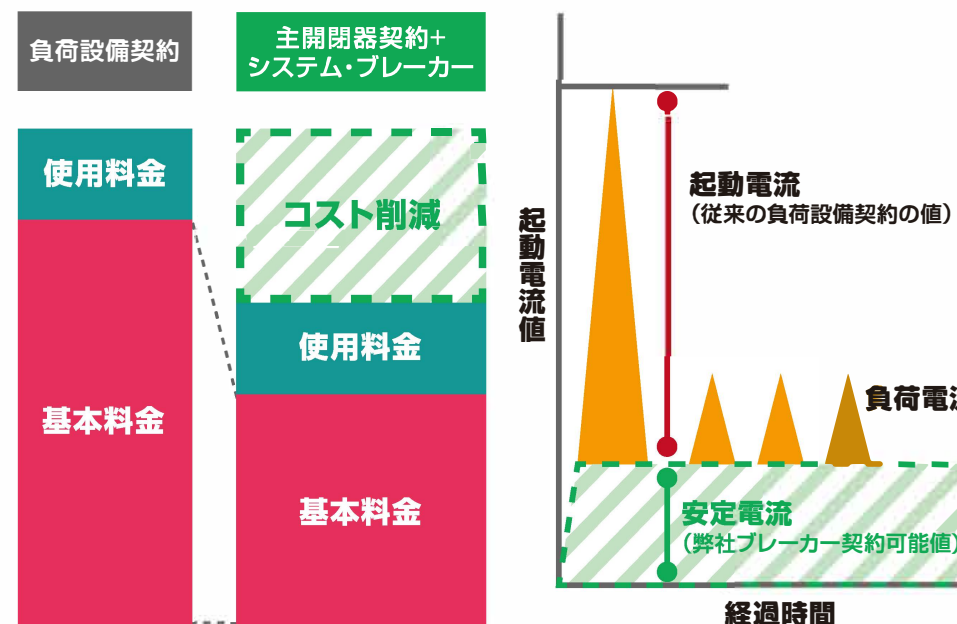 負荷設備契約
主開閉器契約+
システム・ブレーカー
使用料金
基本料金
コスト削減
使用料金
基本料金
起動電流値
起動電流
（従来の負荷設備契約の値）
負荷電
安定電流
（弊社ブレーカー契約可能値）
経過時間